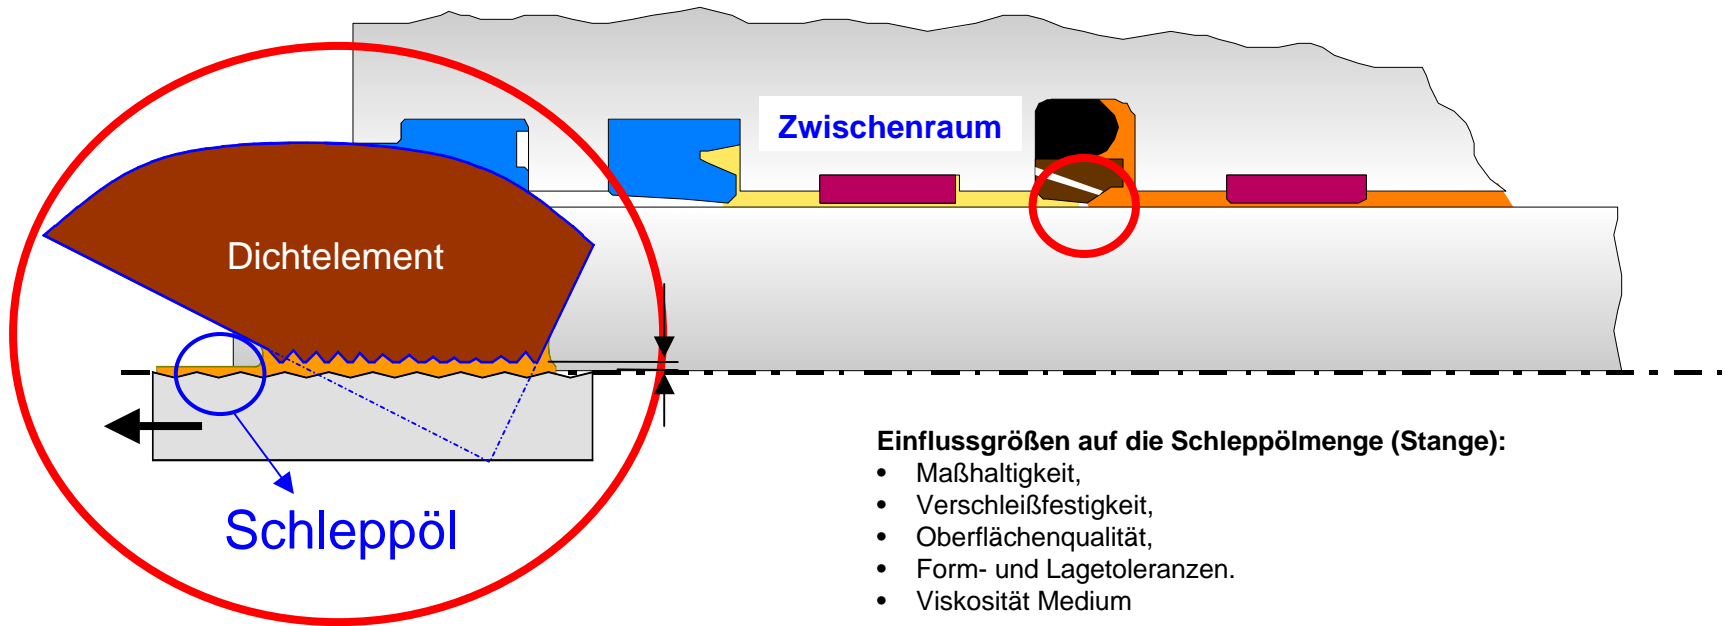 Zwischenraum
Dichtelement
Schleppöl
Einflussgrößen auf die Schleppölmenge (Stange):
• Maßhaltigkeit,
• Verschleißfestigkeit,
• Oberflächenqualität,
• Form- und Lagetoleranzen.
• Viskosität Medium